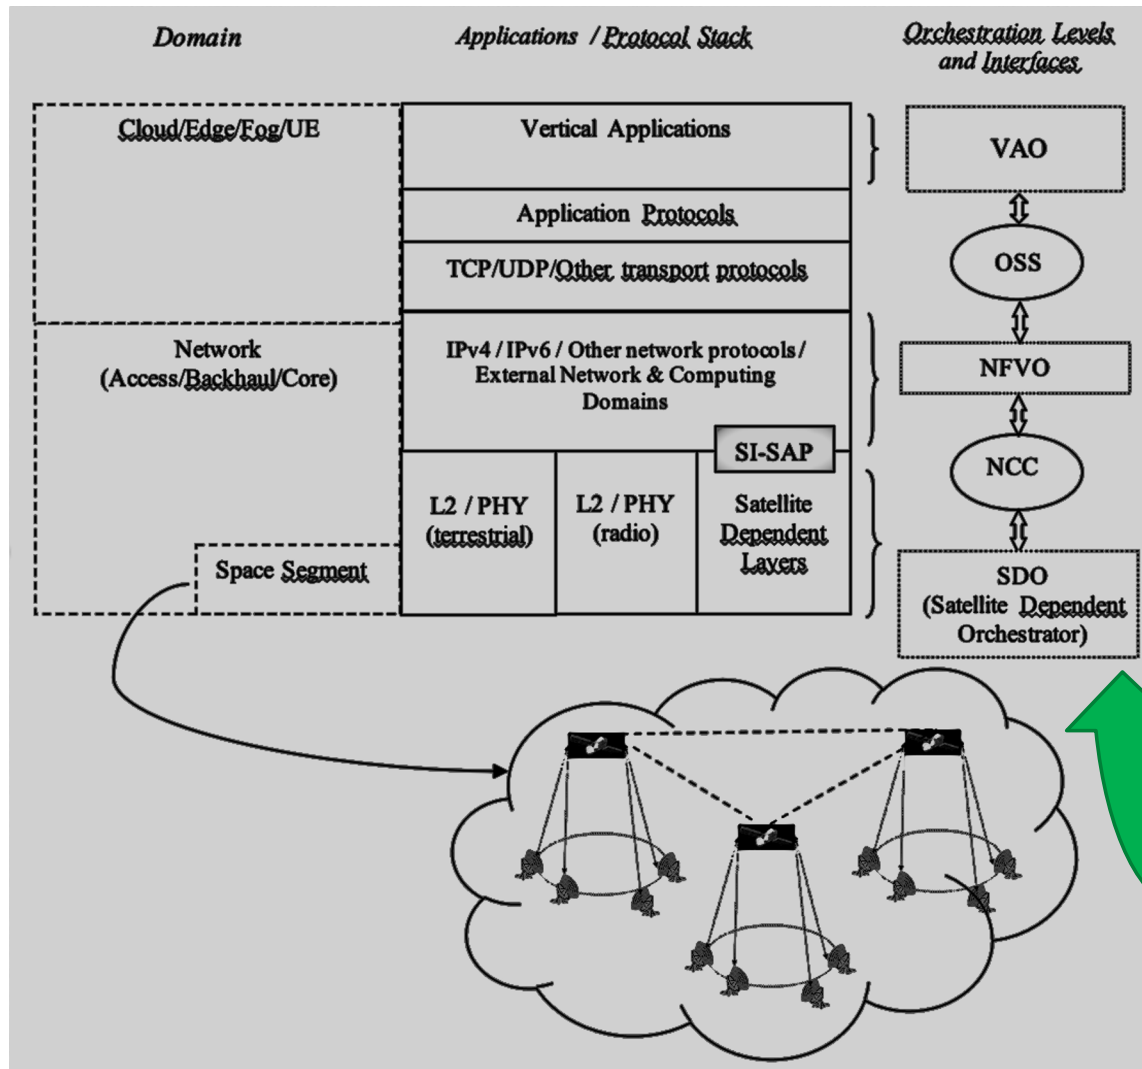 Domain
Applications / Protocol Stack
Orchestration Levels
and Interfaces
Cloud/Edge/Fog/UE
Vertical Applications
VAO
Application Protocols
TCP/UDP/Other transport protocols
OSS
Network
(Access/Backhaul/Core)
IPv4 / IPv6 / Other network protocols /
External Network & Computing
Domains
NFVO
SI-SAP
NCC
L2 / PHY
(terrestrial)
L2 / PHY
(radio)
Satellite
Dependent
Layers
Space Segment
SDO
(Satellite Dependent
Orchestrator)